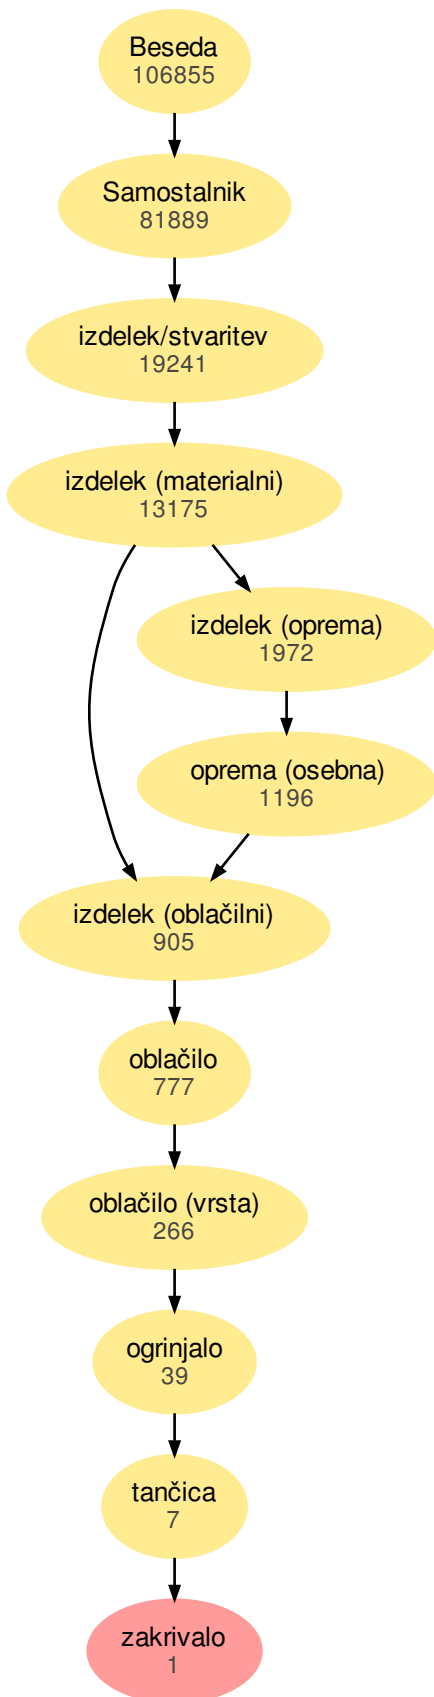 Beseda
106855
Samostalnik
81889
izdelek/stvaritev
19241
izdelek (materialni)
13175
izdelek (oprema)
1972
oprema (osebna)
1196
izdelek (oblačilni)
905
oblačilo
777
oblačilo (vrsta)
266
ogrinjalo
39
tančica
7
zakrivalo
1